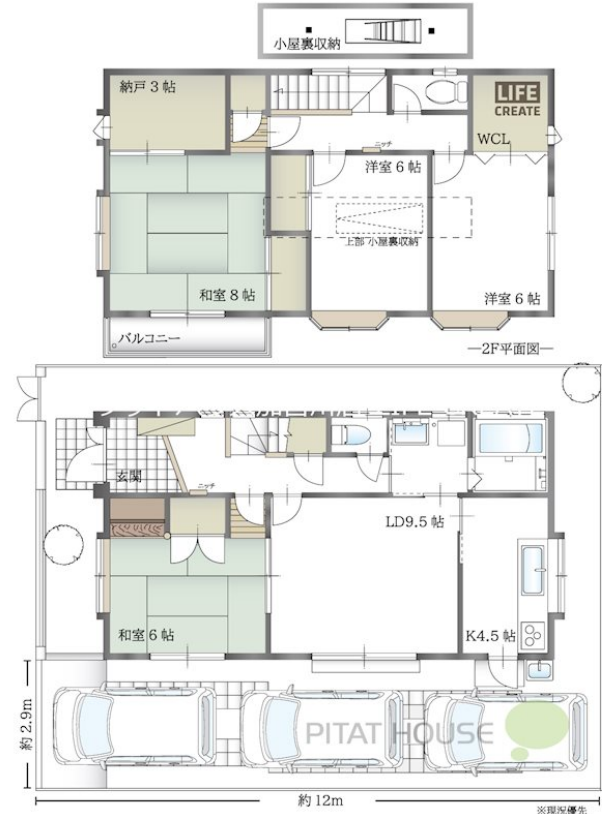 小屋裏収納
納戸3帖
LIFE
CREATE
WCL
ニッチ
洋室6帖
上部 小屋裏収納
和室8帖
洋室6帖
バルコニー
―2F平面図―
玄関
ニッチ
LD9.5帖
和室6帖
K4.5帖
約2.9m
PITAT HOUSE
約12m
※現況優先